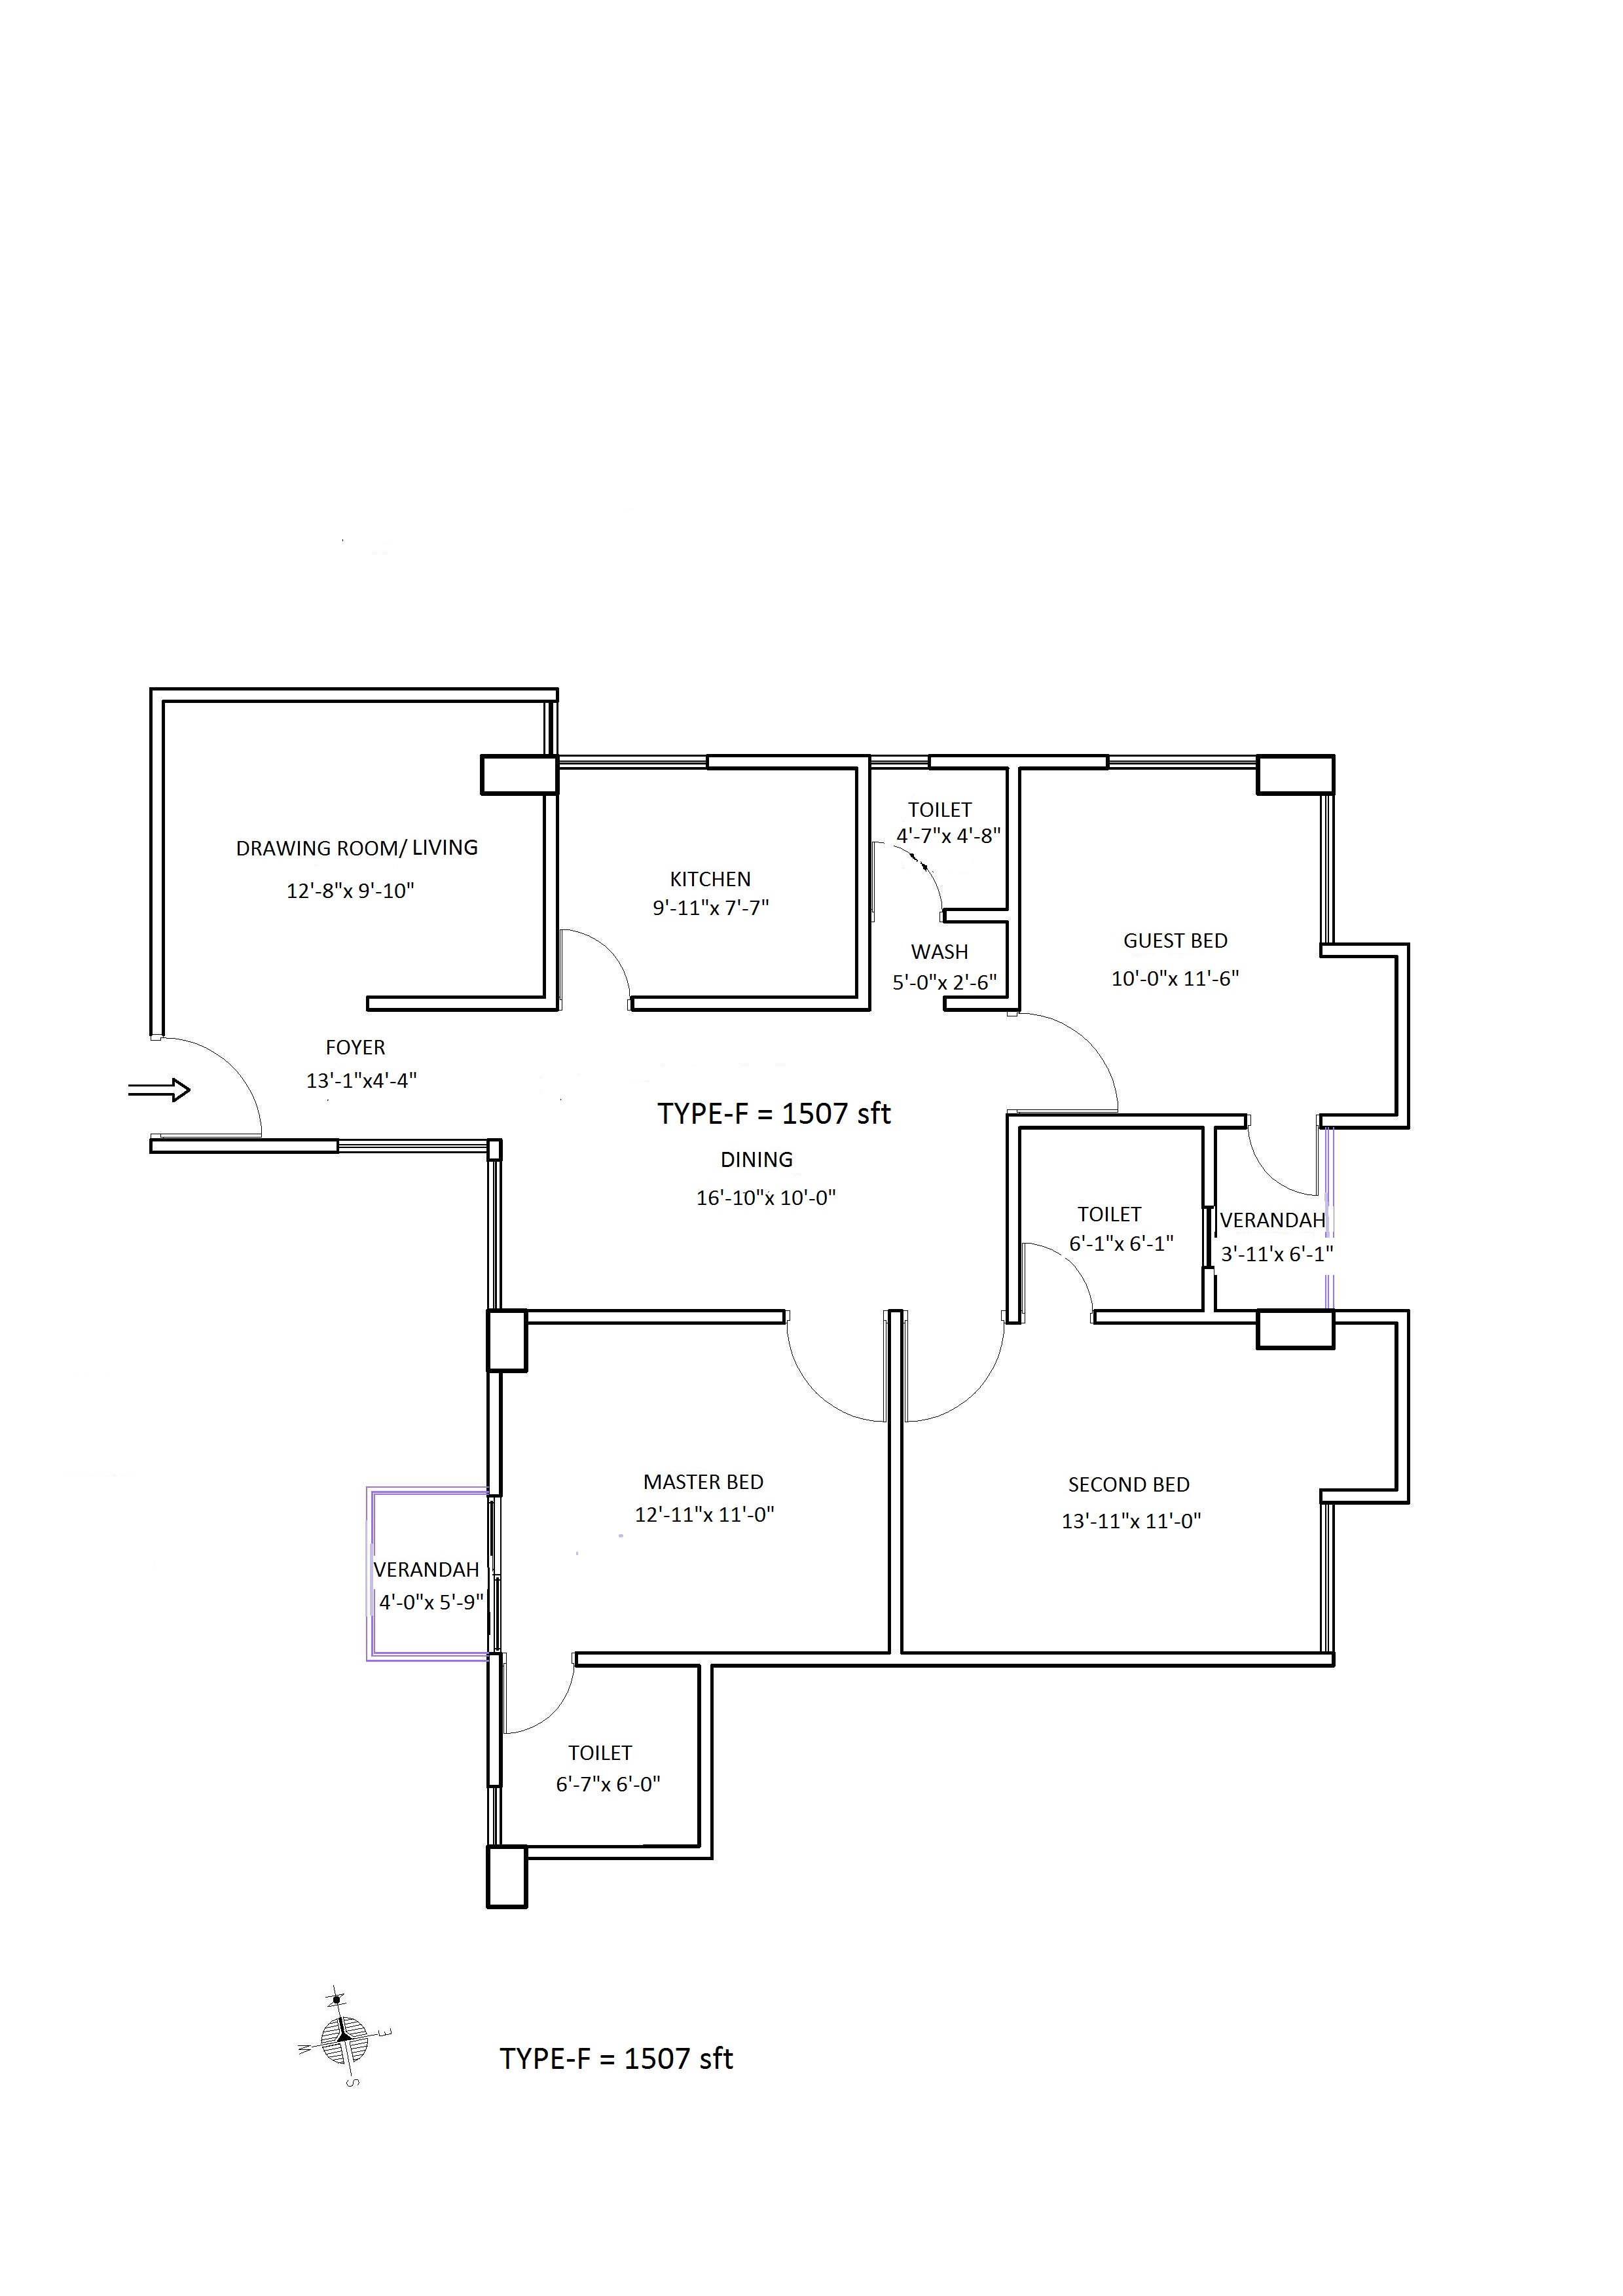 DRAWING ROOM/ LIVING
12'-8"x 9'-10"
KITCHEN
9'-11"x 7'-7"
TOILET
4'-7"x 4'-8"
WASH
5'-0"x 2'-6"
GUEST BED
10'-0"x 11'-6"
FOYER
13'-1"x4'-4"
TYPE-F = 1507 sft
DINING
16'-10"x 10'-0"
TOILET
6'-1"x 6'-1"
VERANDAH
3'-11'x 6'-1"
MASTER BED
12'-11"x 11'-0"
SECOND BED
13'-11"x 11'-0"
VERANDAH
4'-0"x 5'-9"
TOILET
6'-7"x 6'-0"
N
W
E
S
TYPE-F = 1507 sft